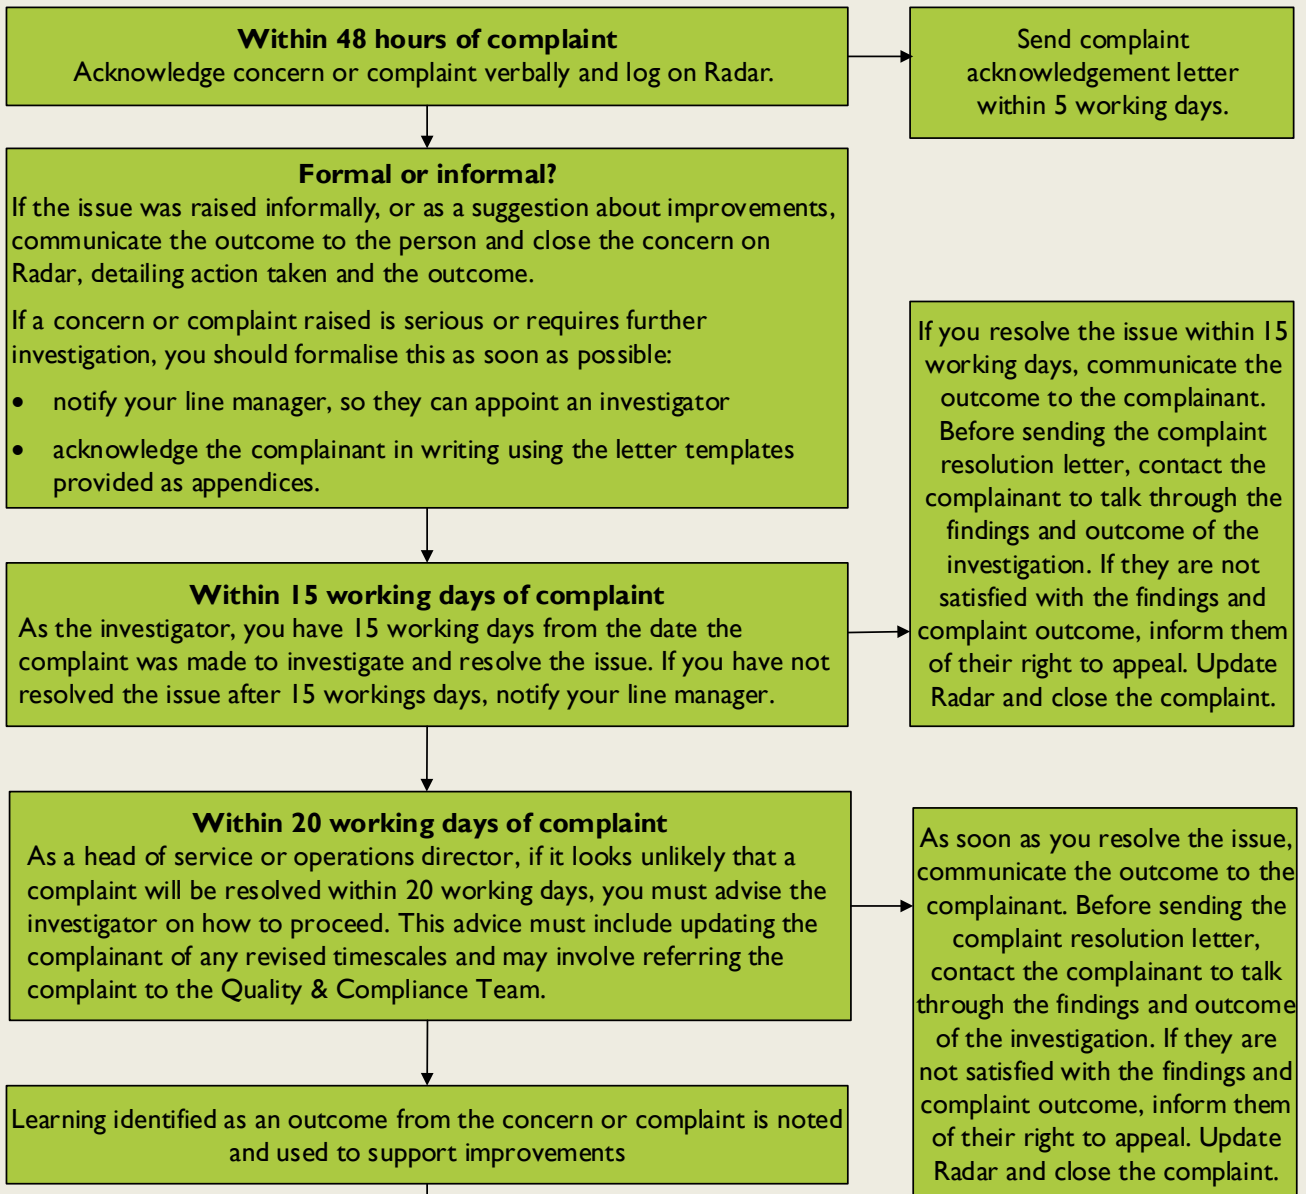 Within 48 hours of complaint
Acknowledge concern or complaint verbally and log on Radar.
Send complaint
acknowledgement letter
within 5 working days.
Formal or informal?
If the issue was raised informally, or as a suggestion about improvements,
communicate the outcome to the person and close the concern on
Radar, detailing action taken and the outcome.
If a concern or complaint raised is serious or requires further
investigation, you should formalise this as soon as possible:
• notify your line manager, so they can appoint an investigator
• acknowledge the complainant in writing using the letter templates
provided as appendices.
If you resolve the issue within 15
working days, communicate the
outcome to the complainant.
Before sending the complaint
resolution letter, contact the
complainant to talk through the
findings and outcome of the
investigation. If they are not
satisfied with the findings and
complaint outcome, inform them
of their right to appeal. Update
Radar and close the complaint.
Within 15 working days of complaint
As the investigator, you have 15 working days from the date the
complaint was made to investigate and resolve the issue. If you have not
resolved the issue after 15 workings days, notify your line manager.
Within 20 working days of complaint
As a head of service or operations director, if it looks unlikely that a
complaint will be resolved within 20 working days, you must advise the
investigator on how to proceed. This advice must include updating the
complainant of any revised timescales and may involve referring the
complaint to the Quality & Compliance Team.
As soon as you resolve the issue,
communicate the outcome to the
complainant. Before sending the
complaint resolution letter,
contact the complainant to talk
through the findings and outcome
of the investigation. If they are
not satisfied with the findings and
complaint outcome, inform them
of their right to appeal. Update
Radar and close the complaint.
Learning identified as an outcome from the concern or complaint is noted
and used to support improvements